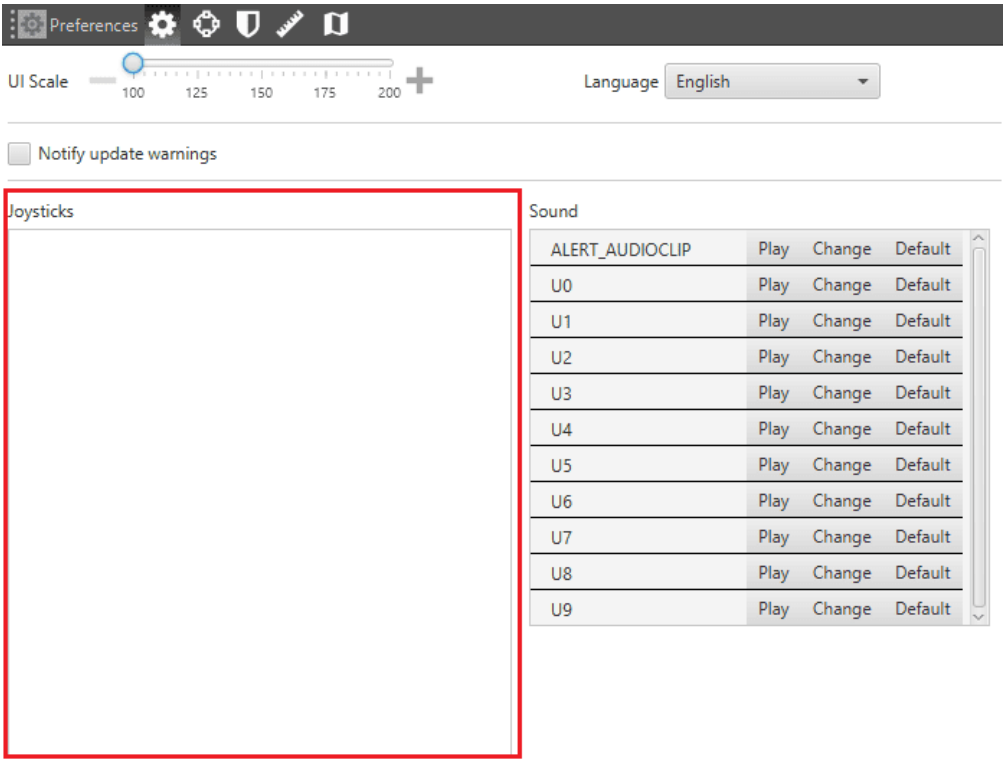 Preferences
UI Scale
100 125 150 175 200
Language English
Notify update warnings
Joysticks
Sound
ALERT_AUDIOCLIP Play Change Default
U0 Play Change Default
U1 Play Change Default
U2 Play Change Default
U3 Play Change Default
U4 Play Change Default
U5 Play Change Default
U6 Play Change Default
U7 Play Change Default
U8 Play Change Default
U9 Play Change Default